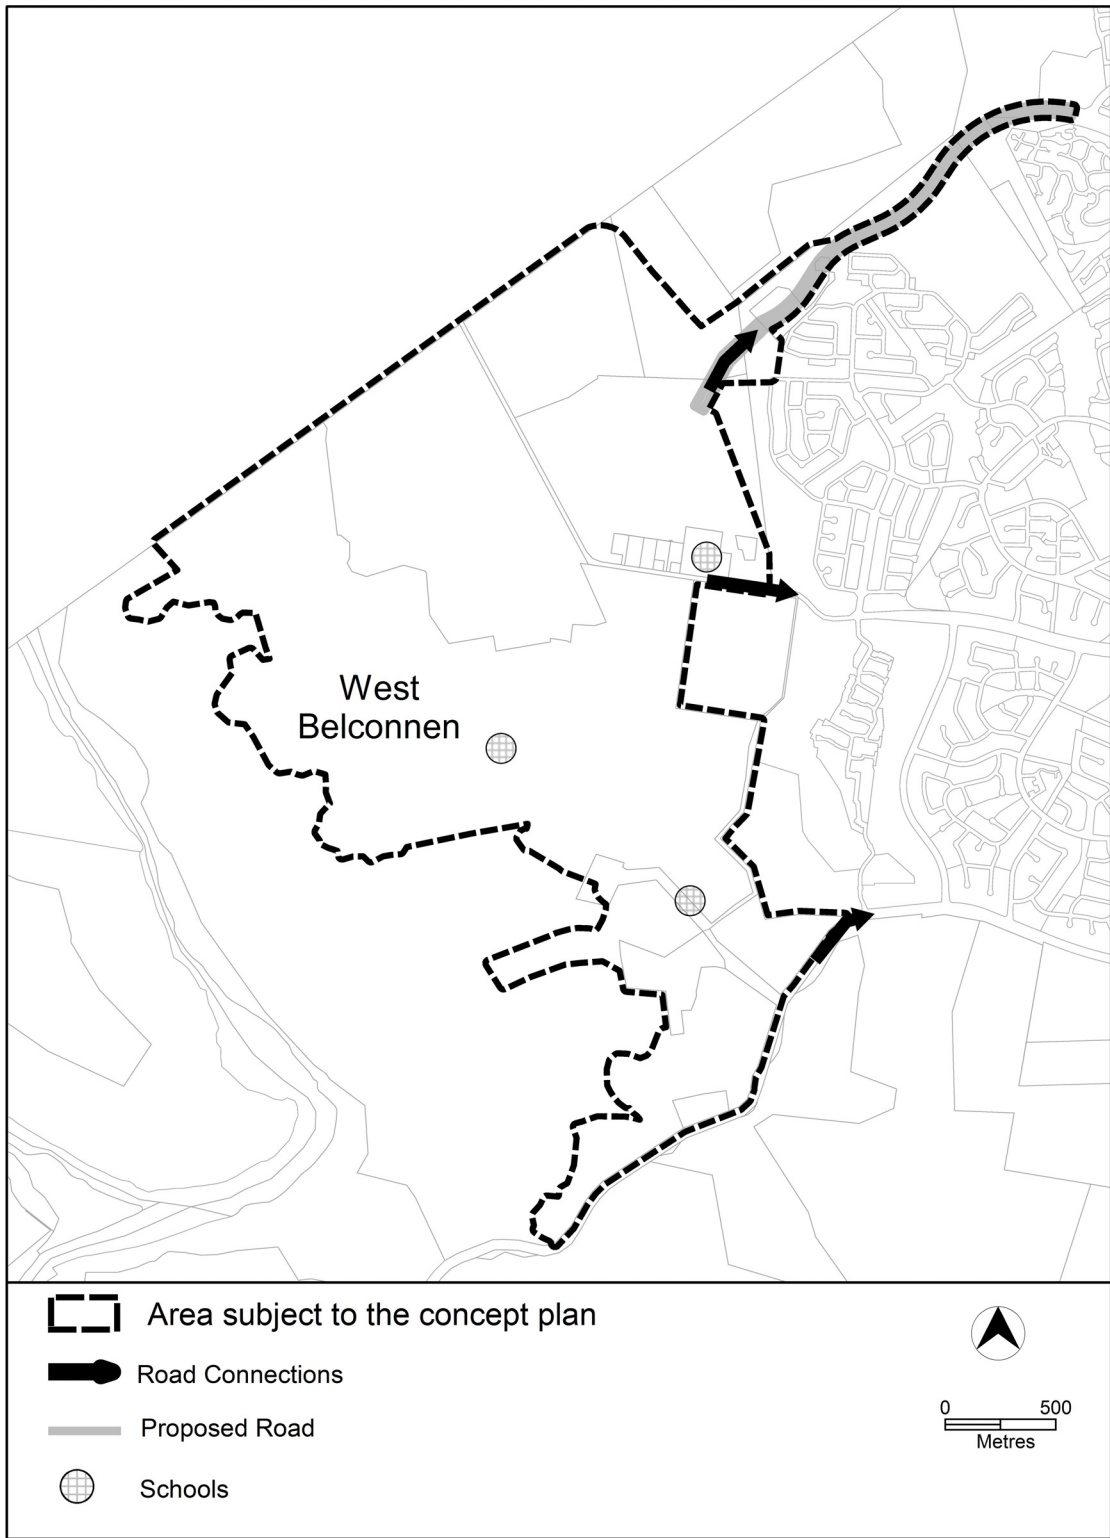 West
Belconnen
Area subject to the concept plan
Road Connections
Proposed Road
Schools
0 500
Metres